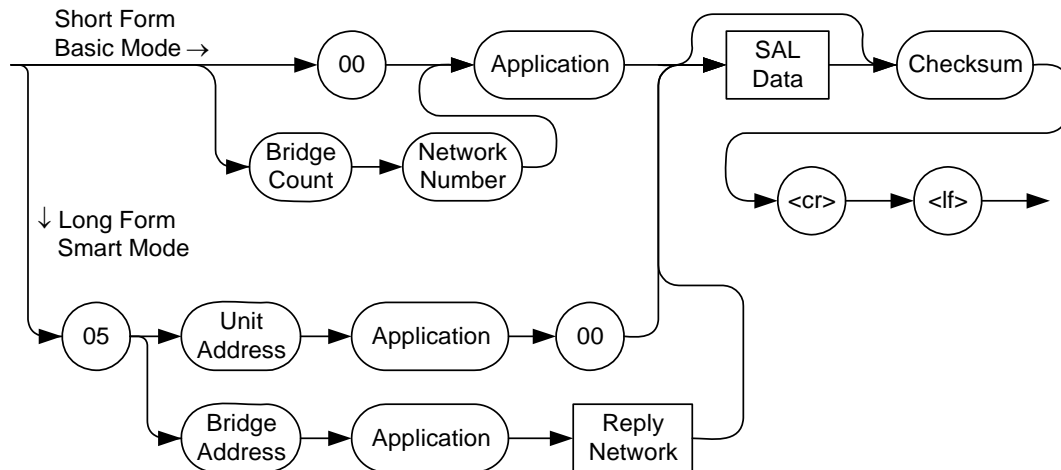 Short Form
Basic Mode →
00
Application
SAL
Data
Checksum
Bridge
Count
Network
Number
<cr>
<lf>
↓ Long Form
Smart Mode
05
Unit
Address
Application
00
Bridge
Address
Application
Reply
Network